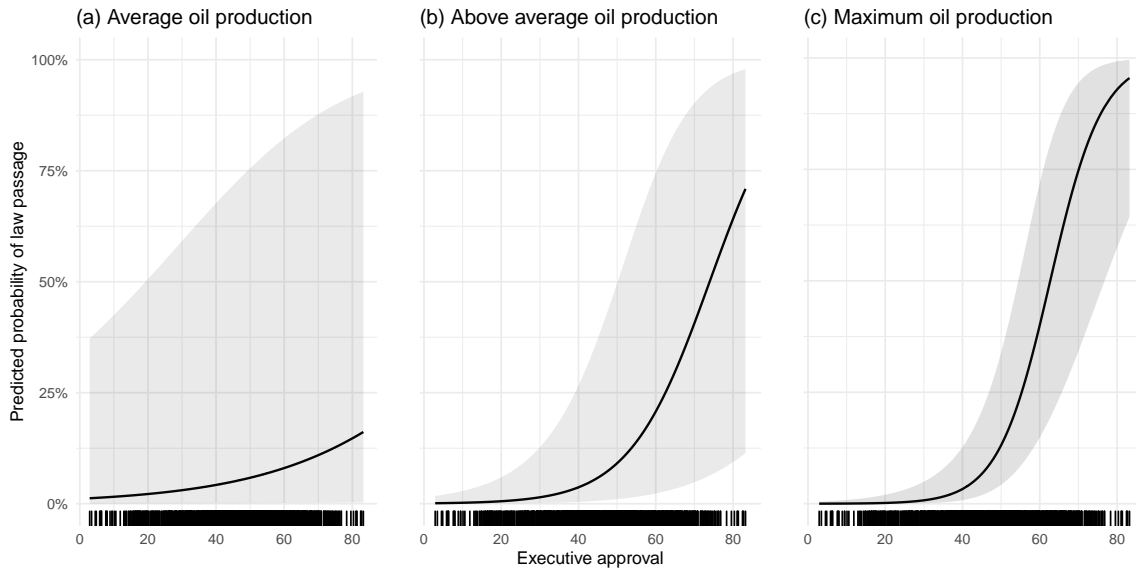 (a) Average oil production
(b) Above average oil production
(c) Maximum oil production
Predicted probability of law passage
100%
75%
50%
25%
0%
0 20 40 60 80
0 20 40 60 80
0 20 40 60 80
Executive approval